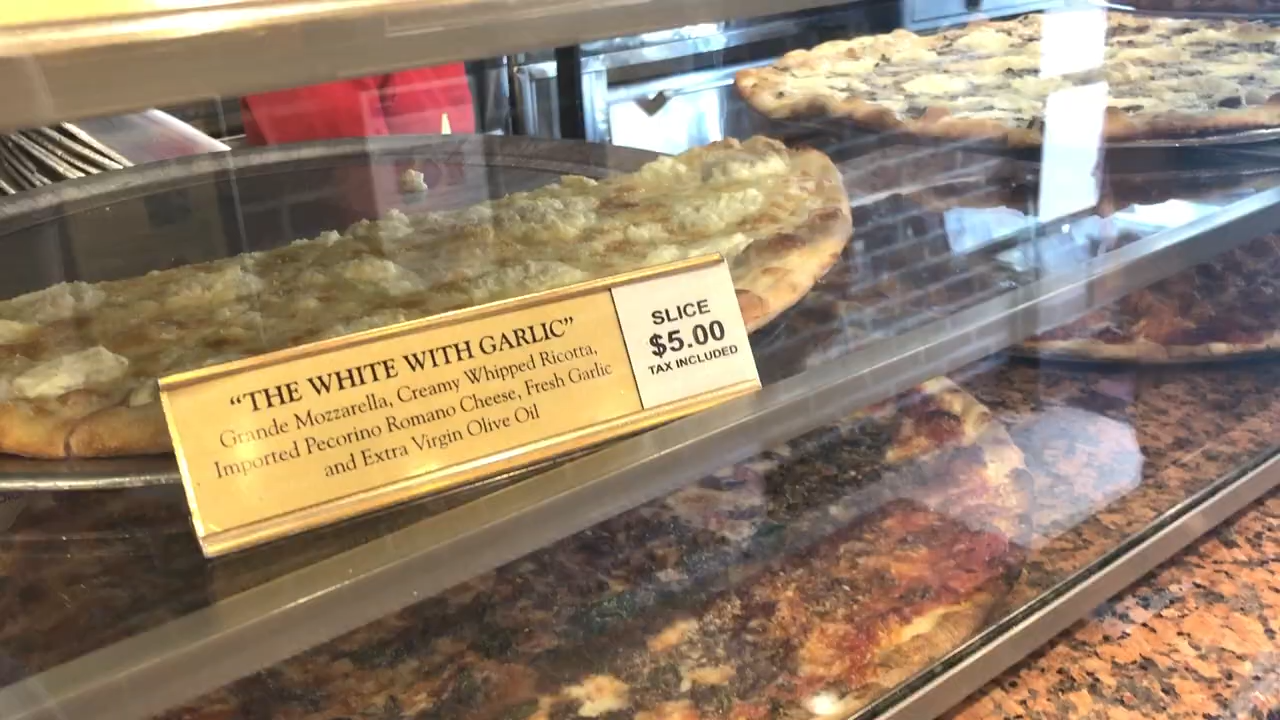 “THE WHITE WITH GARLIC”
Grande Mozzarella, Creamy Whipped Ricotta,
Imported Pecorino Romano Cheese, Fresh Garlic
and Extra Virgin Olive Oil
SLICE
$5.00
TAX INCLUDED